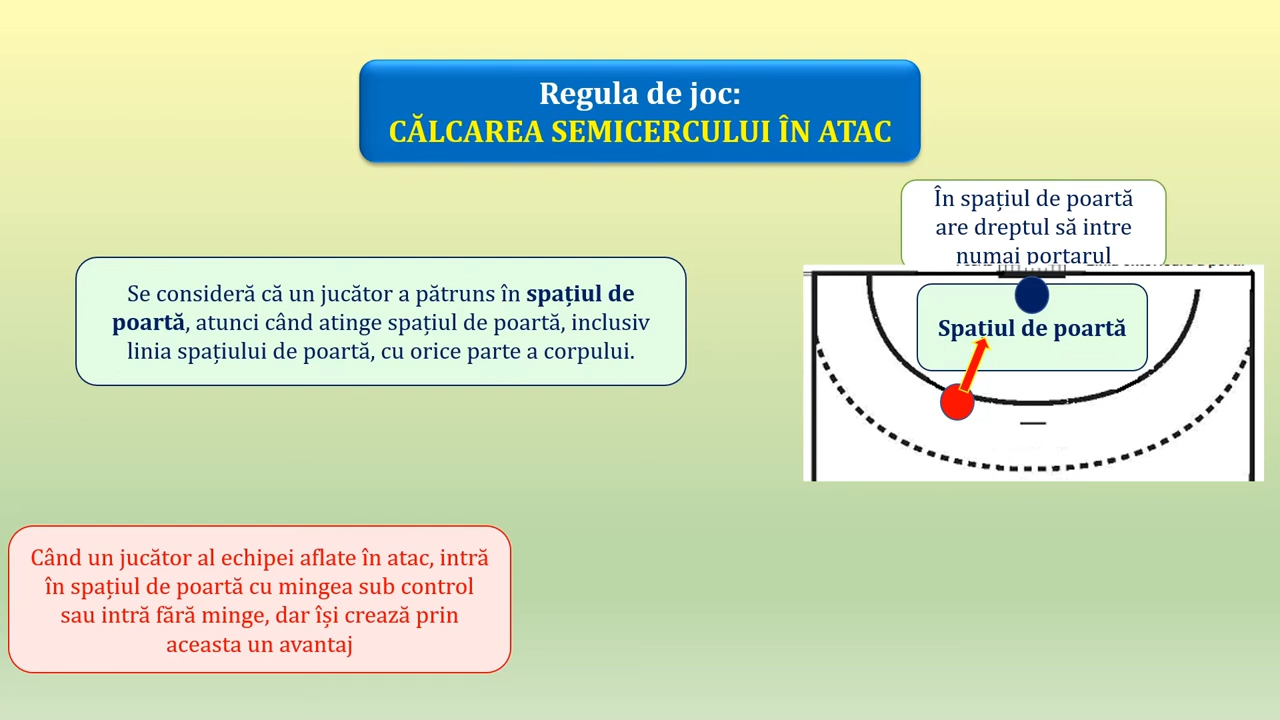 Regula de joc:
CĂLCAREA SEMICERCULUI ÎN ATAC
În spațiul de poartă
are dreptul să intre
numai portarul
Se consideră că un jucător a pătruns în spațiul de
poartă, atunci când atinge spațiul de poartă, inclusiv
linia spațiului de poartă, cu orice parte a corpului.
Spațiul de poartă
Când un jucător al echipei aflate în atac, intră
în spațiul de poartă cu mingea sub control
sau intră fără minge, dar își crează prin
aceasta un avantaj